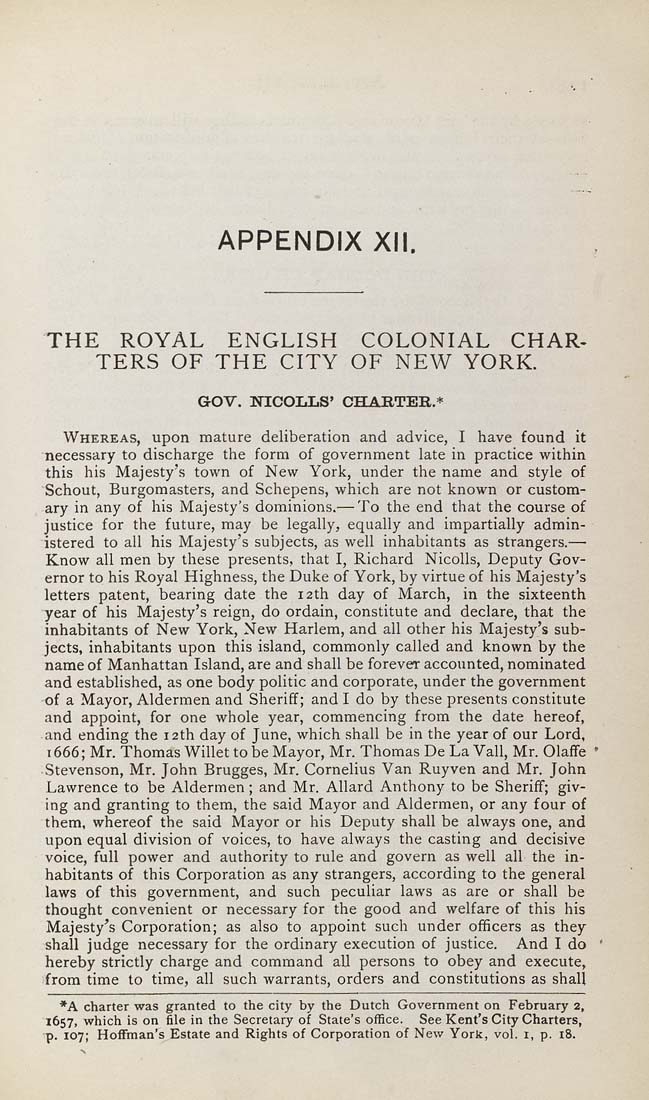 APPENDIX XII.
THE ROYAL ENGLISH COLONIAL CHAR-
TERS OF THE CITY OF NEW YORK.
GOV. NICOLLS' CHARTER.*
WHEREAS, upon mature deliberation and advice, I have found it
necessary to discharge the form of government late in practice within
this his Majesty's town of New York, under the name and style of
Schout, Burgomasters, and Schepens, which are not known or custom-
ary in any of his Majesty's dominions.—To the end that the course of
justice for the future, may be legally, equally and impartially admin-
istered to all his Majesty's subjects, as well inhabitants as strangers.—
Know all men by these presents, that I, Richard Nicolls, Deputy Gov-
ernor to his Royal Highness, the Duke of York, by virtue of his Majesty's
letters patent, bearing date the 12th day of March, in the sixteenth
year of his Majesty's reign, do ordain, constitute and declare, that the
inhabitants of New York, New Harlem, and all other his Majesty's sub-
jects, inhabitants upon this island, commonly called and known by the
name of Manhattan Island, are and shall be forever accounted, nominated
and established, as one body politic and corporate, under the government
of a Mayor, Aldermen and Sheriff; and I do by these presents constitute
and appoint, for one whole year, commencing from the date hereof,
and ending the 12th day of June, which shall be in the year of our Lord,
1666; Mr. Thomas Willet to be Mayor, Mr. Thomas De La Vall, Mr. Olaffe
Stevenson, Mr. John Brugges, Mr. Cornelius Van Ruyven and Mr. John
Lawrence to be Aldermen; and Mr. Allard Anthony to be Sheriff; giv-
ing and granting to them, the said Mayor and Aldermen, or any four of
them, whereof the said Mayor or his Deputy shall be always one, and
upon equal division of voices, to have always the casting and decisive
voice, full power and authority to rule and govern as well all the in-
habitants of this Corporation as any strangers, according to the general
laws of this government, and such peculiar laws as are or shall be
thought convenient or necessary for the good and welfare of this his
Majesty's Corporation; as also to appoint such under officers as they
shall judge necessary for the ordinary execution of justice. And I do
hereby strictly charge and command all persons to obey and execute,
from time to time, all such warrants, orders and constitutions as shall
*A charter was granted to the city by the Dutch Government on February 2,
1657, which is on file in the Secretary of State's office. See Kent's City Charters,
p. 107; Hoffman's Estate and Rights of Corporation of New York, vol. 1, p. 18.